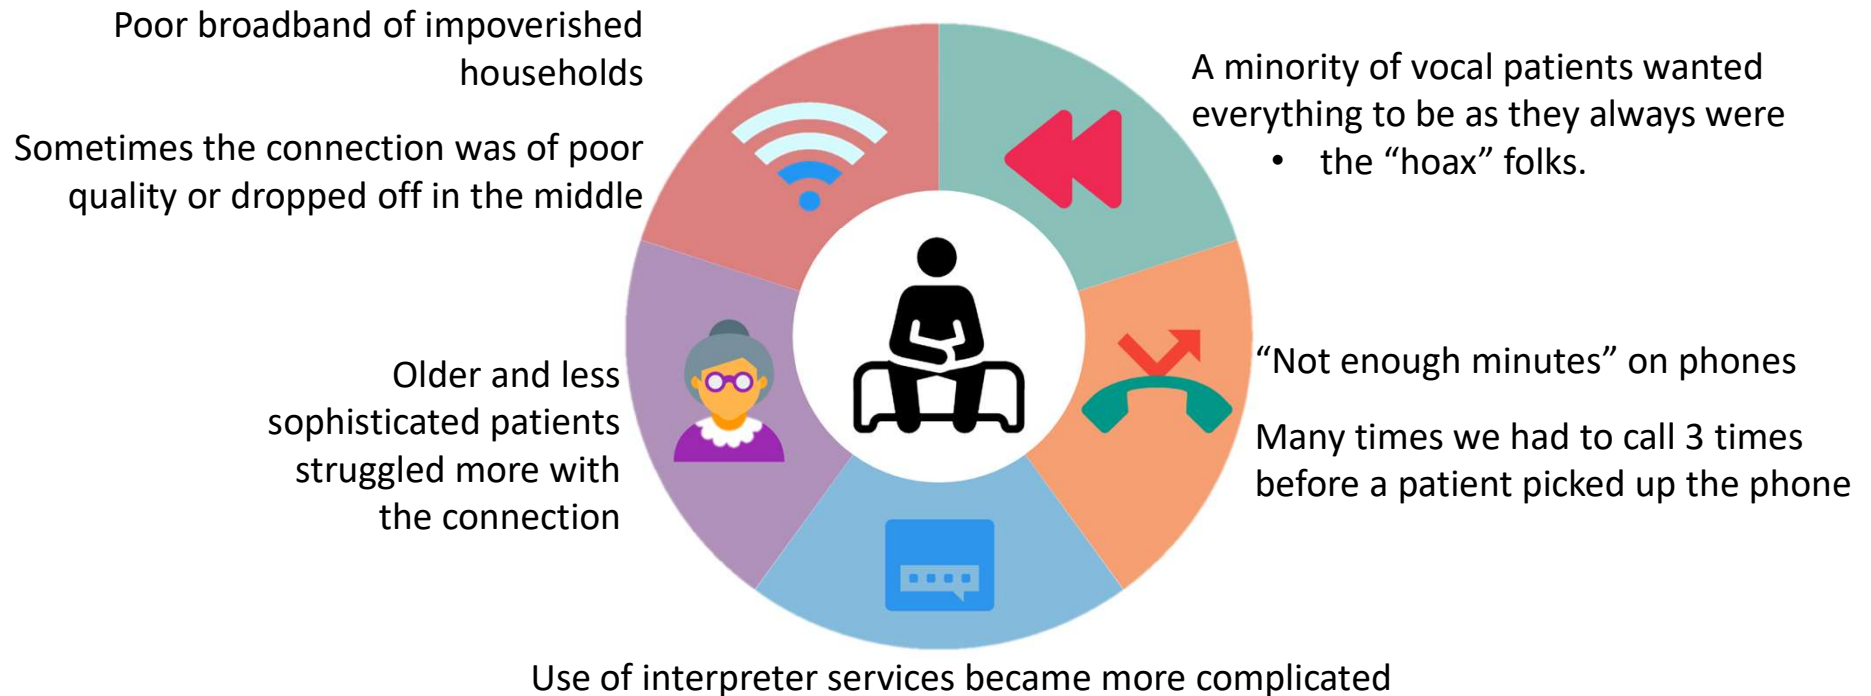 Poor broadband of impoverished
households
Sometimes the connection was of poor
quality or dropped off in the middle
A minority of vocal patients wanted
everything to be as they always were
• the “hoax” folks.
Older and less
sophisticated patients
struggled more with
the connection
“Not enough minutes” on phones
Many times we had to call 3 times
before a patient picked up the phone
Use of interpreter services became more complicated